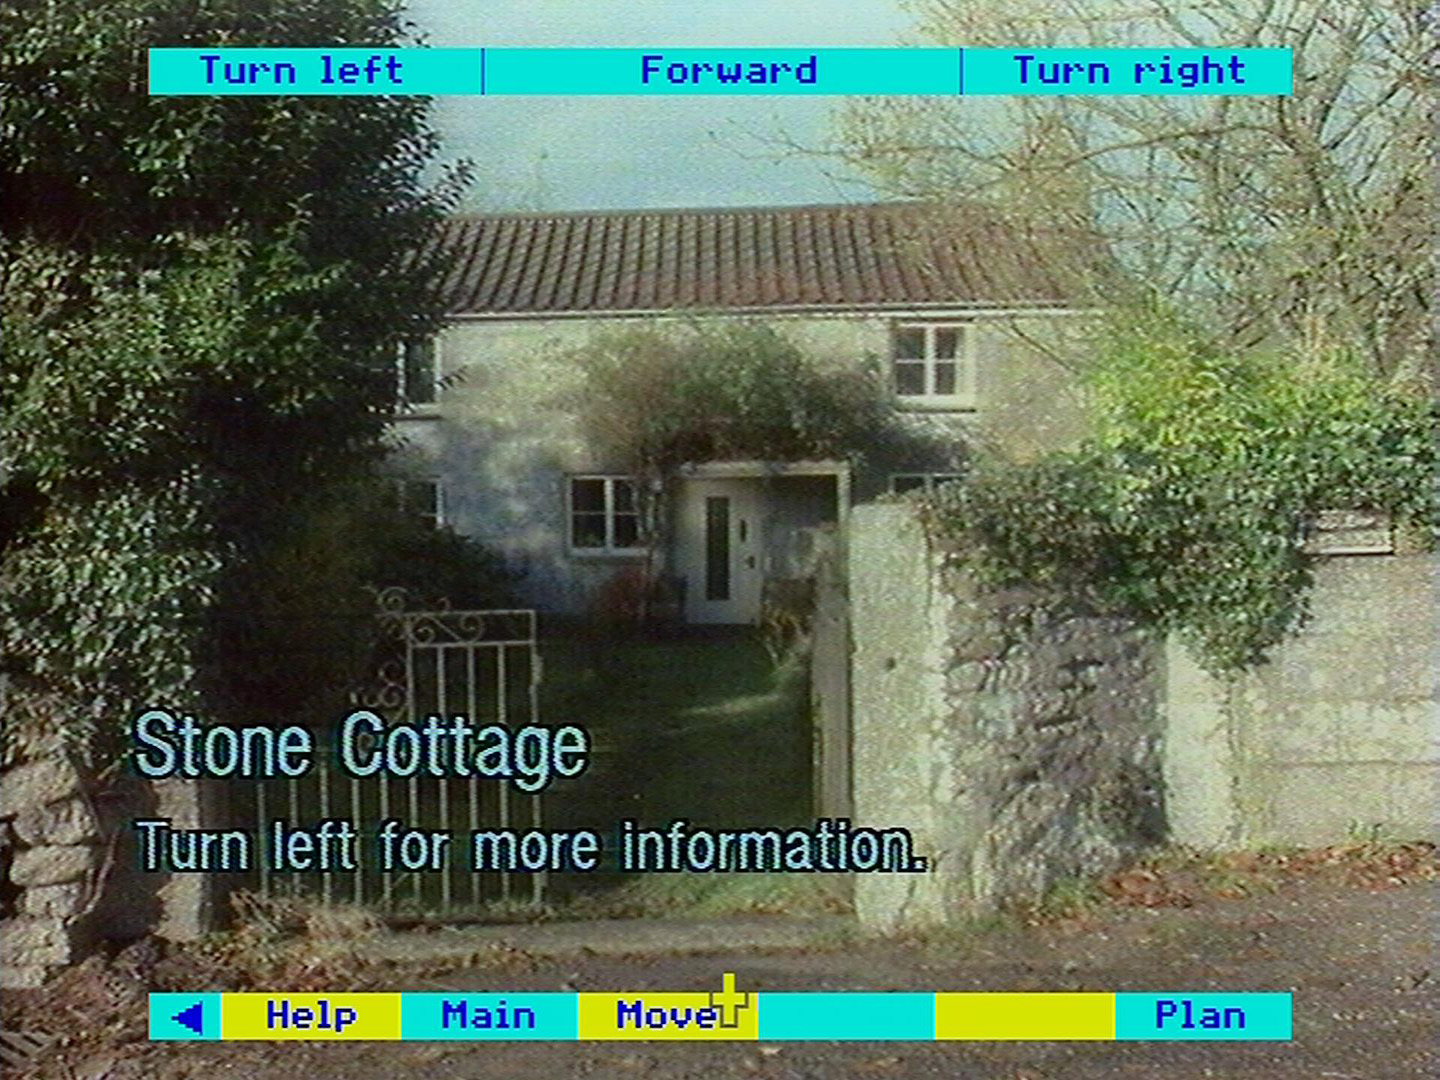 Turn left Forward Turn right
Stone Cottage
Turn left for more information.
Help Main Move Plan